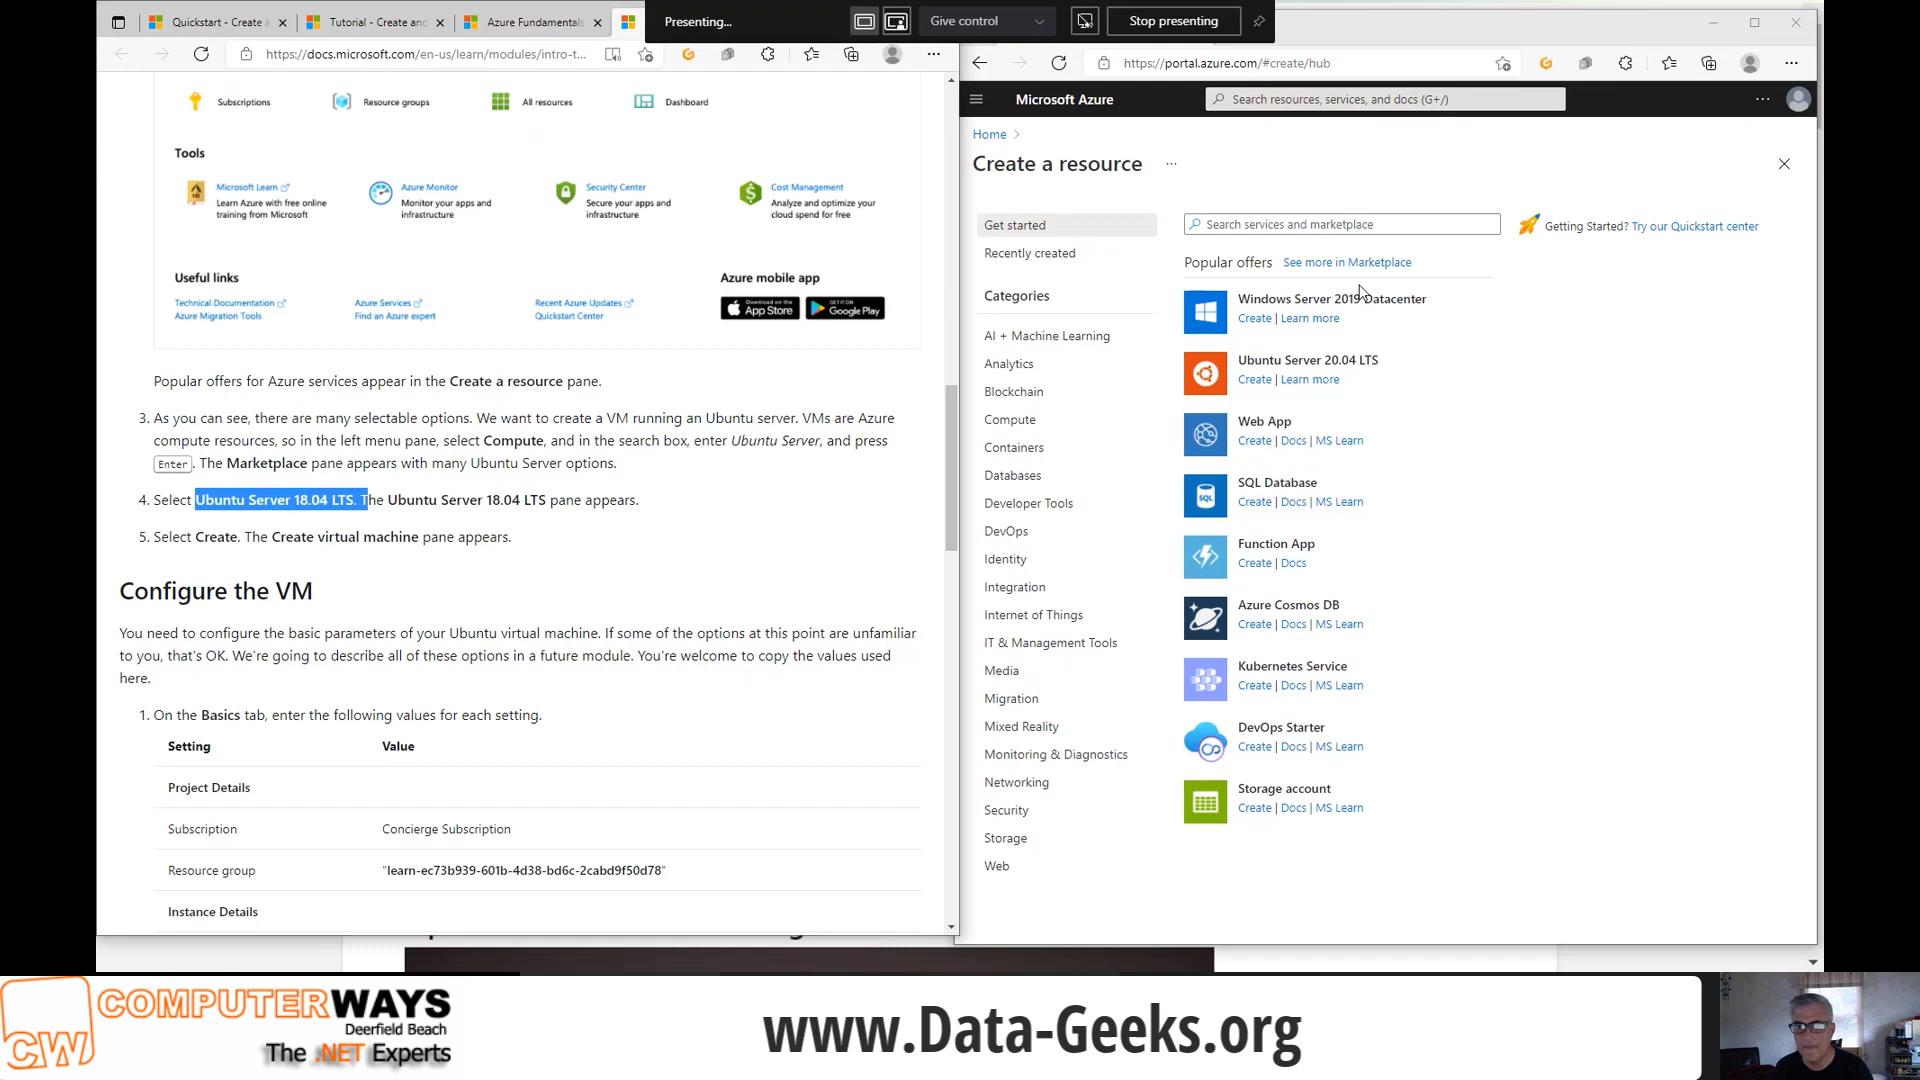 Quickstart - Create a
Tutorial - Create an
Azure Fundamentals
Presenting...
Give control
Stop presenting
https://docs.microsoft.com/en-us/learn/modules/intro-t...
Subscriptions
Resource groups
All resources
Dashboard
Tools
Microsoft Learn
Learn Azure with free online
training from Microsoft
Azure Monitor
Monitor your apps and
infrastructure
Security Center
Secure your apps and
infrastructure
Cost Management
Analyze and optimize your
cloud spend for free
Useful links
Technical Documentation
Azure Migration Tools
Azure Services
Find an Azure expert
Recent Azure Updates
Quickstart Center
Azure mobile app
Download on the
App Store
GET IT ON
Google Play
Popular offers for Azure services appear in the Create a resource pane.
3. As you can see, there are many selectable options. We want to create a VM running an Ubuntu server. VMs are Azure
compute resources, so in the left menu pane, select Compute, and in the search box, enter Ubuntu Server, and press
Enter. The Marketplace pane appears with many Ubuntu Server options.
4. Select Ubuntu Server 18.04 LTS. The Ubuntu Server 18.04 LTS pane appears.
5. Select Create. The Create virtual machine pane appears.
Configure the VM
You need to configure the basic parameters of your Ubuntu virtual machine. If some of the options at this point are unfamiliar
to you, that's OK. We're going to describe all of these options in a future module. You're welcome to copy the values used
here.
1. On the Basics tab, enter the following values for each setting.
Setting Value
Project Details
Subscription Concierge Subscription
Resource group "learn-ec73b939-601b-4d38-bd6c-2cabd9f50d78"
Instance Details
https://portal.azure.com/#create/hub
Microsoft Azure
Search resources, services, and docs (G+/)
Home
Create a resource
Get started
Recently created
Categories
AI + Machine Learning
Analytics
Blockchain
Compute
Containers
Databases
Developer Tools
DevOps
Identity
Integration
Internet of Things
IT & Management Tools
Media
Migration
Mixed Reality
Monitoring & Diagnostics
Networking
Security
Storage
Web
Search services and marketplace
Getting Started? Try our Quickstart center
Popular offers See more in Marketplace
Windows Server 2019 Datacenter
Create | Learn more
Ubuntu Server 20.04 LTS
Create | Learn more
Web App
Create | Docs | MS Learn
SQL
SQL Database
Create | Docs | MS Learn
Function App
Create | Docs
Azure Cosmos DB
Create | Docs | MS Learn
Kubernetes Service
Create | Docs | MS Learn
DevOps Starter
Create | Docs | MS Learn
Storage account
Create | Docs | MS Learn
CW
COMPUTERWAYS
Deerfield Beach
The .NET Experts
www.Data-Geeks.org